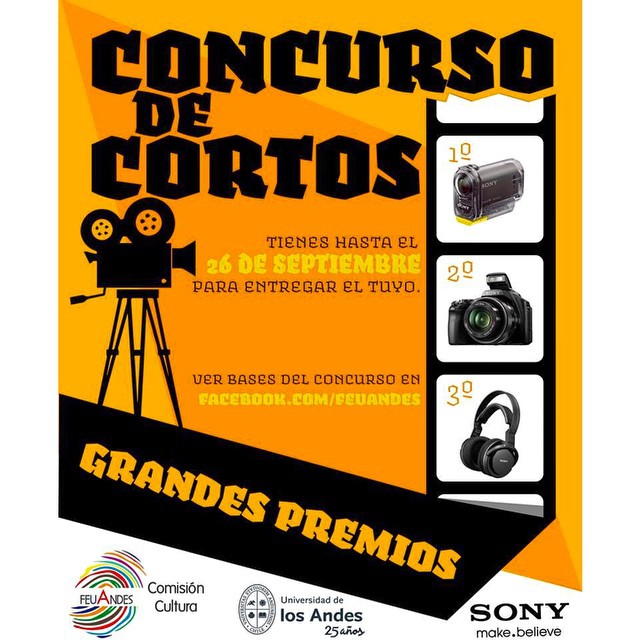 CONCURSO
DE
CORTOS
TIENES HASTA EL
26 DE SEPTIEMBRE
PARA ENTREGAR EL TUYO.
VER BASES DEL CONCURSO EN
FACEBOOK.COM/FEUANDES
1º
SONY
2º
3º
GRANDES PREMIOS
FEUANDES
Comisión
Cultura
Universidad de
los Andes
25 años
SONY
make.believe